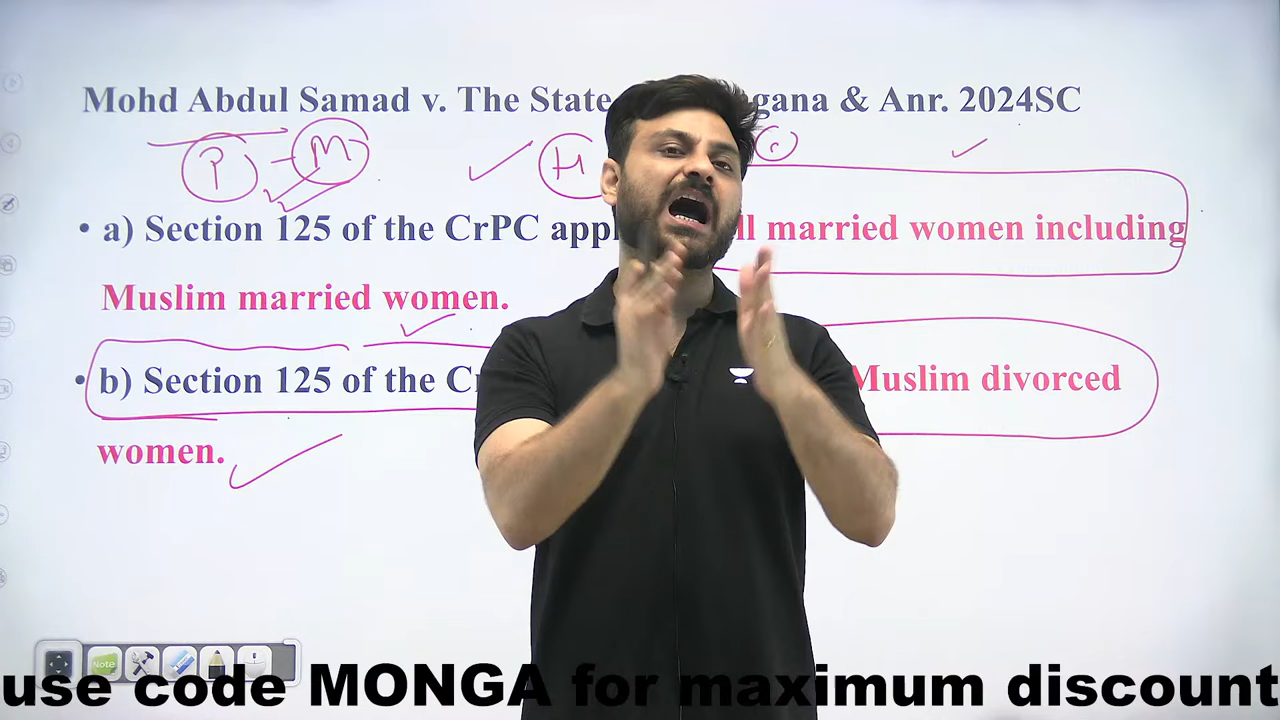 Mohd Abdul Samad v. The State gana & Anr. 2024SC
P - M H
• a) Section 125 of the CrPC appl ll married women including
Muslim married women.
• b) Section 125 of the C Muslim divorced
women.
Note
use code MONGA for maximum discount